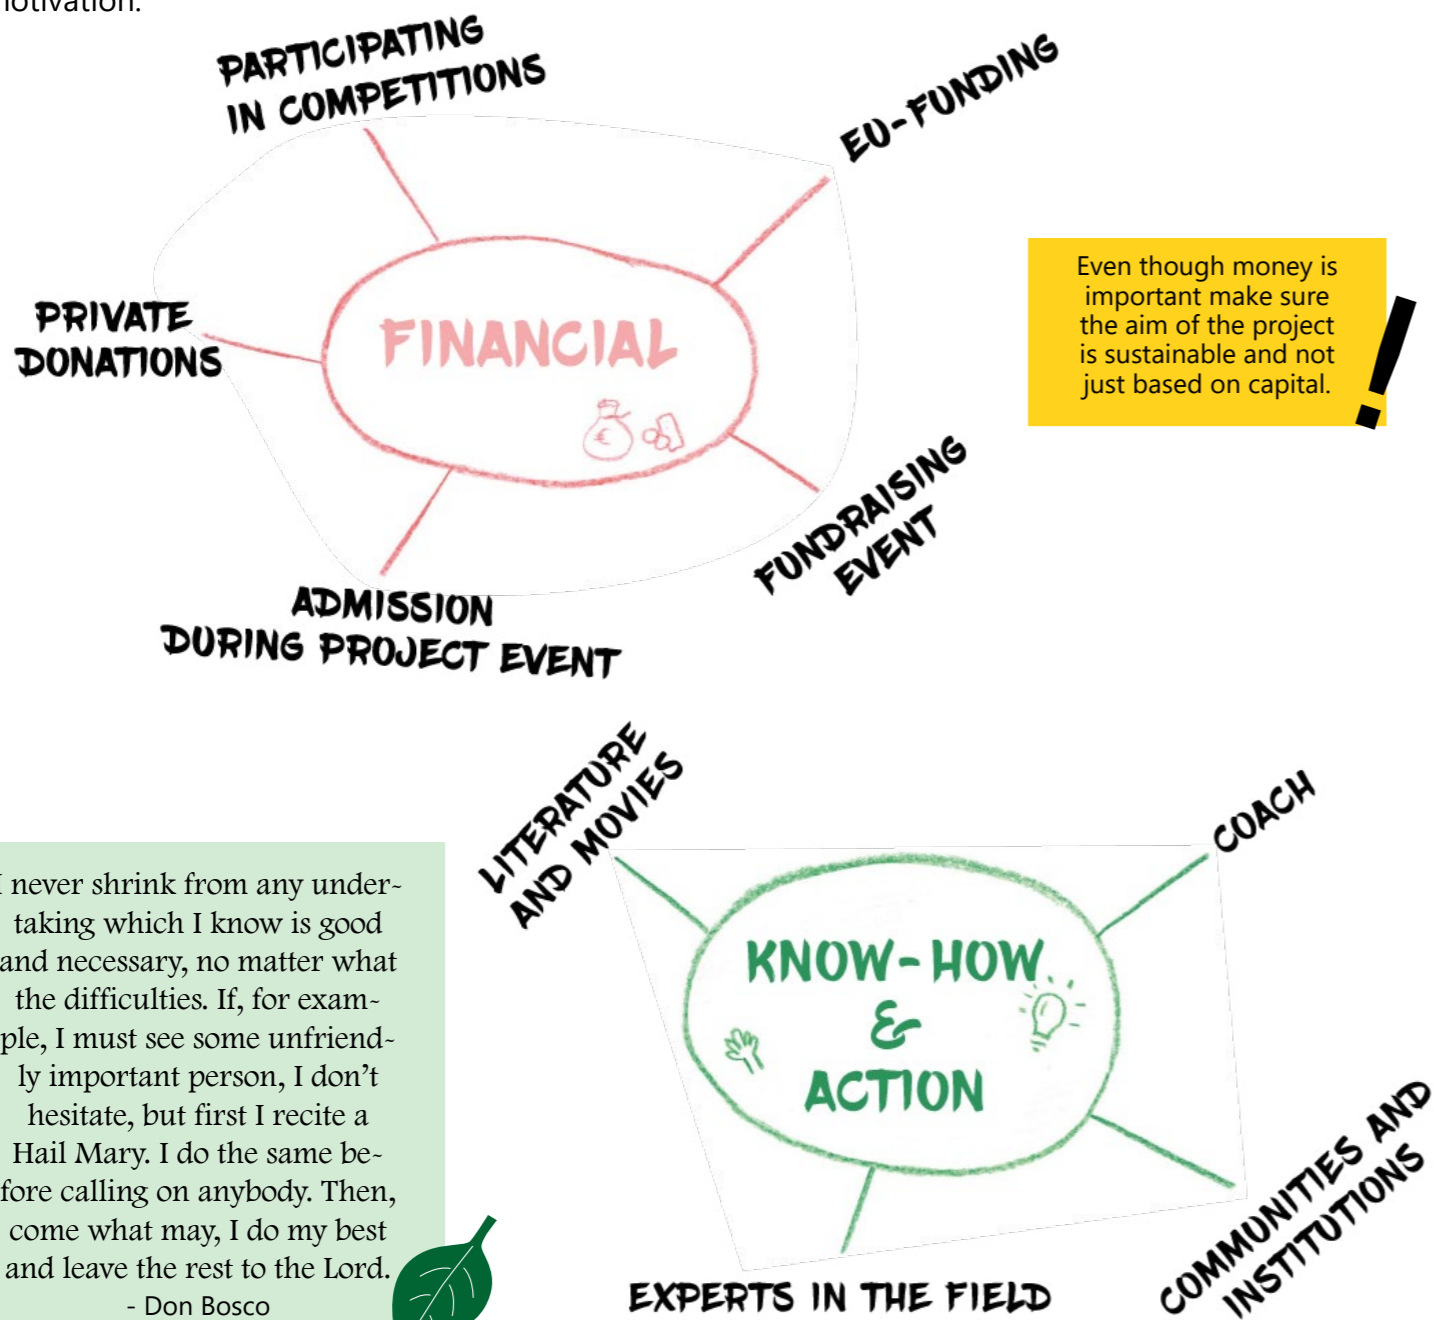 PARTICIPATING
IN COMPETITIONS
EU-FUNDING
PRIVATE
DONATIONS
FINANCIAL
€
Even though money is
important make sure
the aim of the project
is sustainable and not
just based on capital.
!
FUNDRAISING
EVENT
ADMISSION
DURING PROJECT EVENT
LITERATURE
AND MOVIES
COACH
KNOW-HOW
&
ACTION
COMMUNITIES AND
INSTITUTIONS
EXPERTS IN THE FIELD
I never shrink from any under-
taking which I know is good
and necessary, no matter what
the difficulties. If, for exam-
ple, I must see some unfriend-
ly important person, I don't
hesitate, but first I recite a
Hail Mary. I do the same be-
fore calling on anybody. Then,
come what may, I do my best
and leave the rest to the Lord.
- Don Bosco